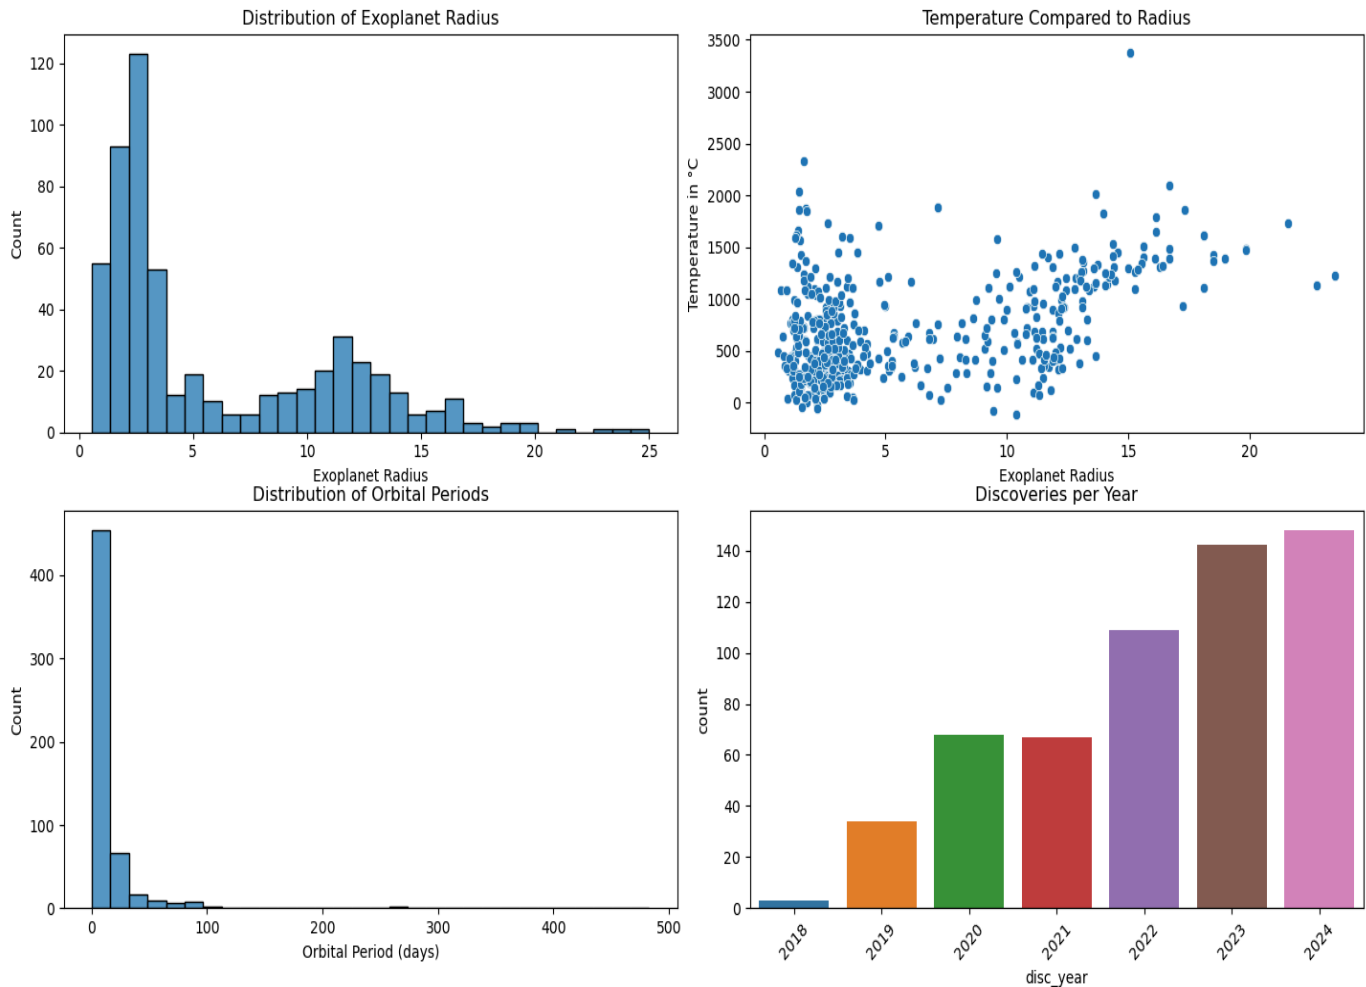 Distribution of Exoplanet Radius
Count
120
100
80
60
40
20
0
0 5 10 15 20 25
Exoplanet Radius
Temperature Compared to Radius
Temperature in °C
3500
3000
2500
2000
1500
1000
500
0
0 5 10 15 20
Exoplanet Radius
Distribution of Orbital Periods
Count
400
300
200
100
0
0 100 200 300 400 500
Orbital Period (days)
Discoveries per Year
count
140
120
100
80
60
40
20
0
2018 2019 2020 2021 2022 2023 2024
disc_year